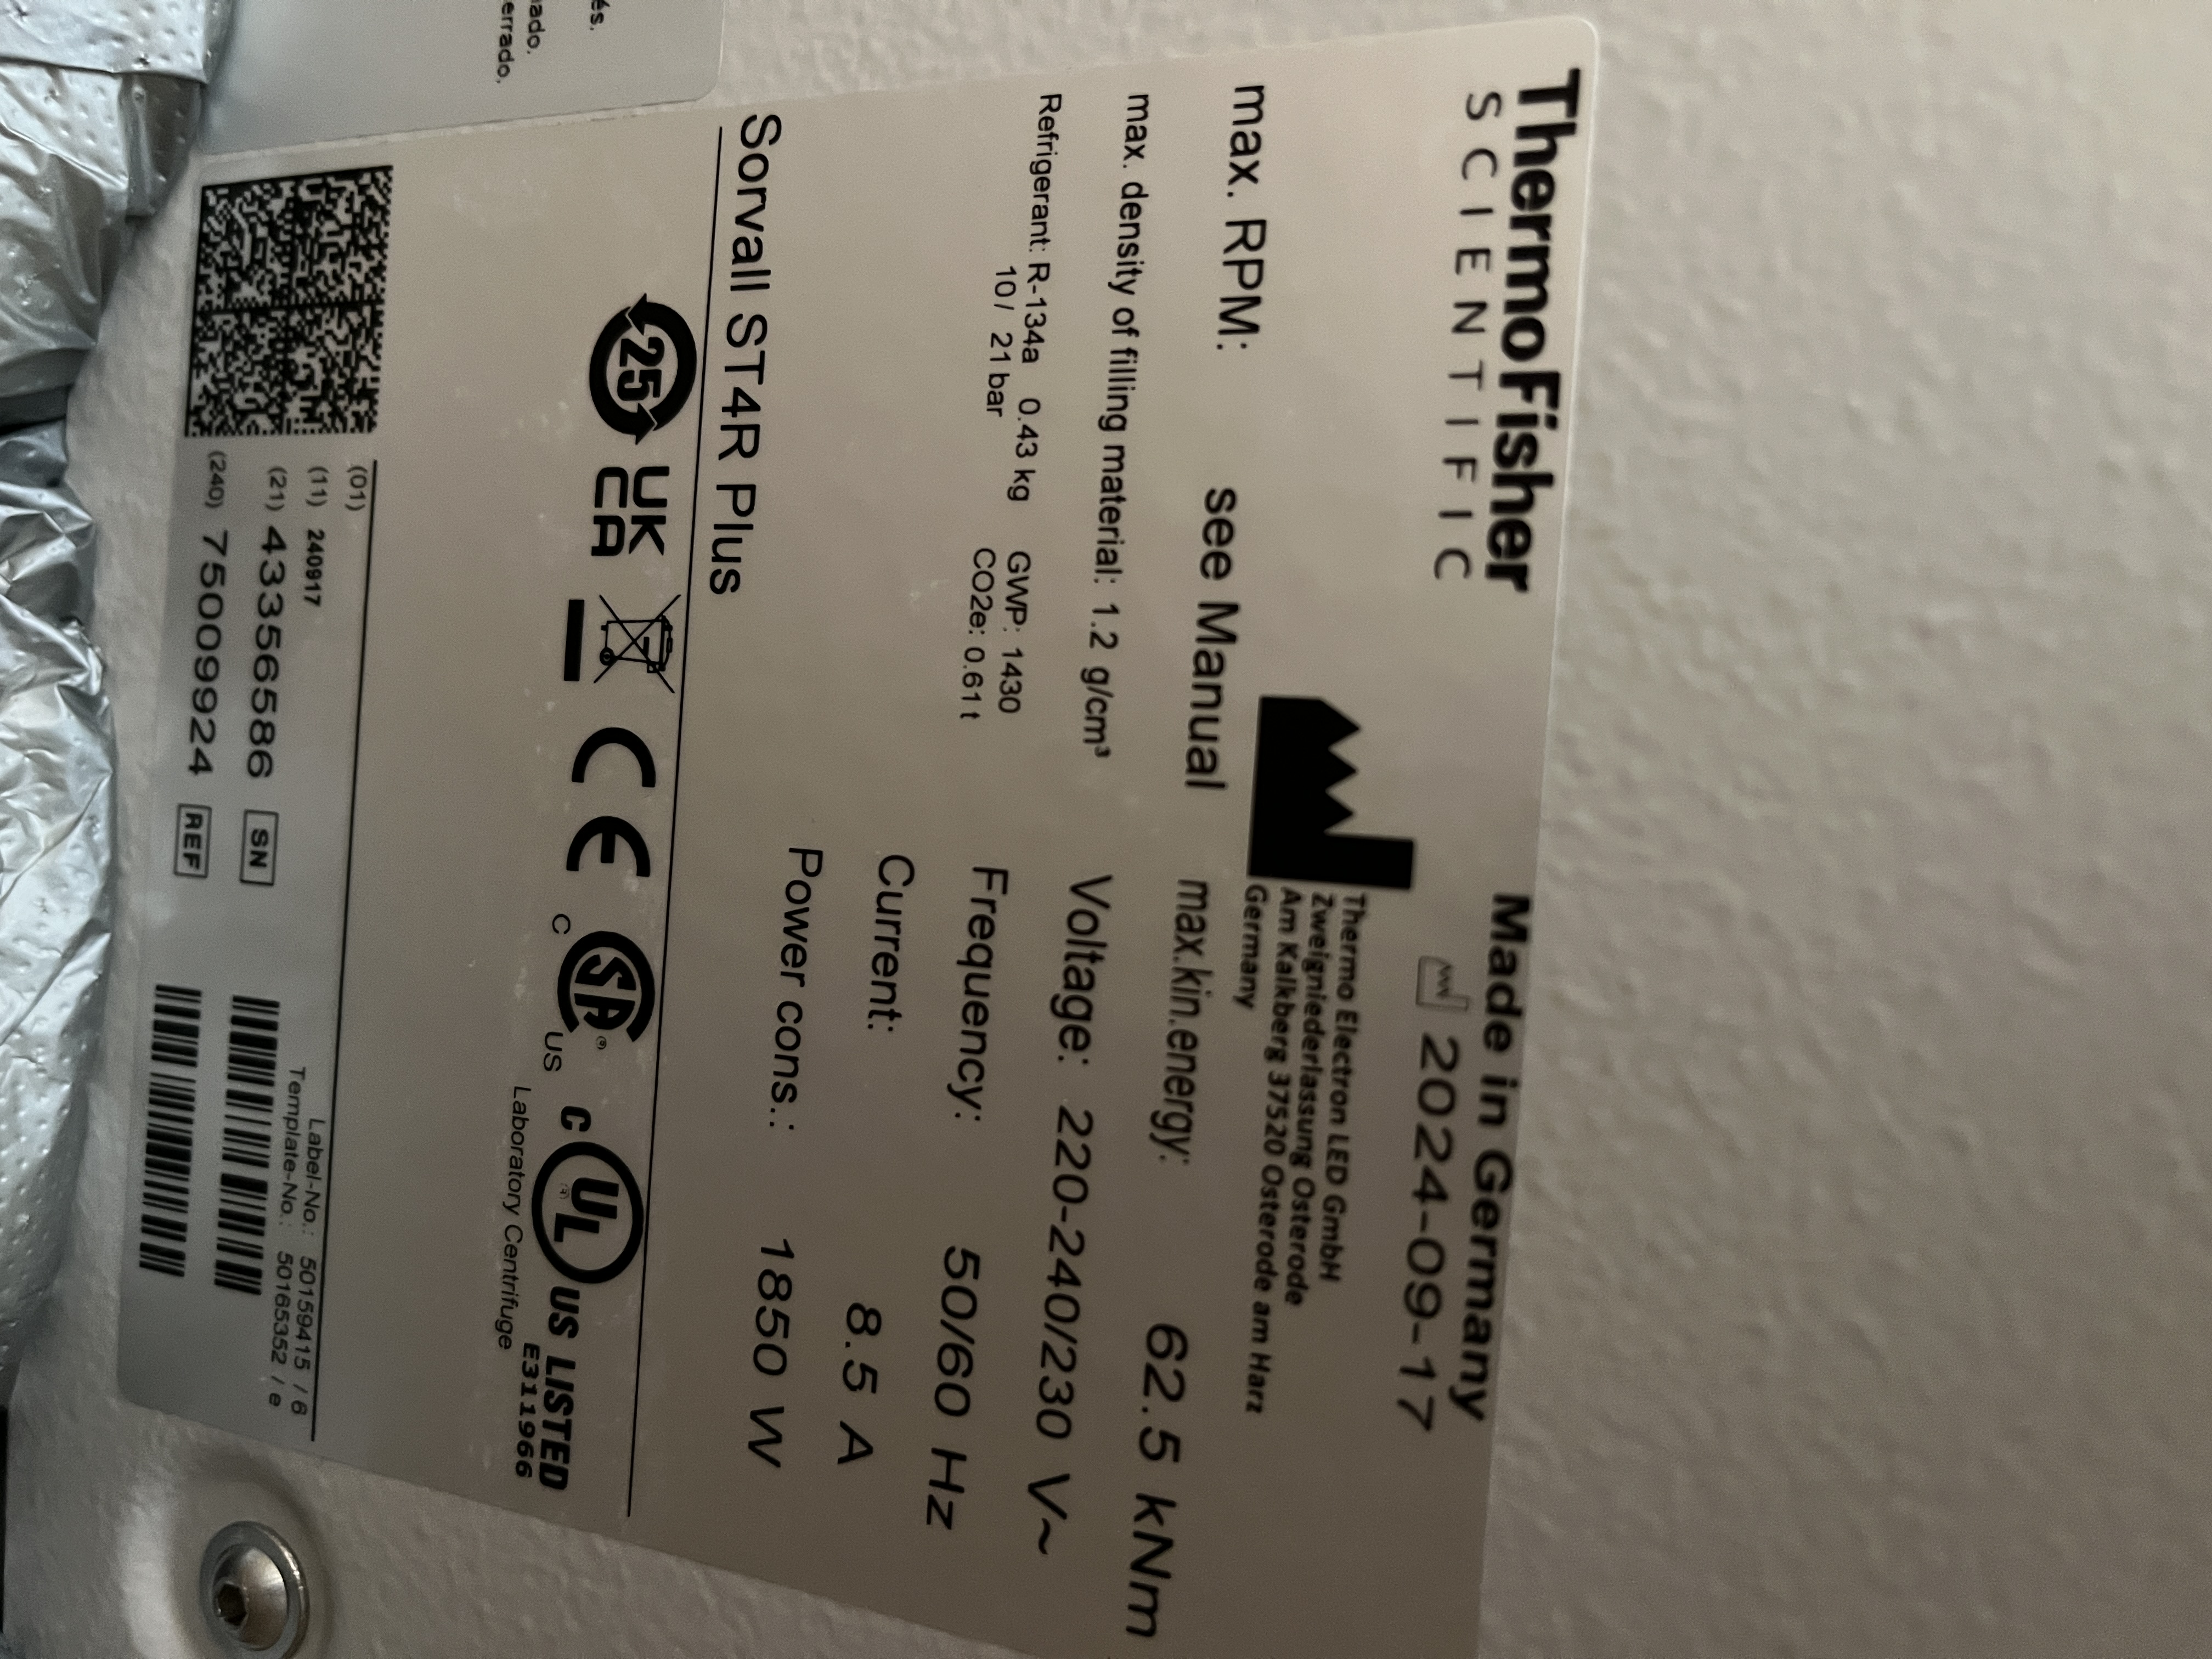 és.
ado.
errado,
ThermoFisher
SCIENTIFIC
Made in Germany
2024-09-17
Thermo Electron LED GmbH
Zweigniederlassung Osterode
Am Kalkberg 37520 Osterode am Harz
Germany
max. RPM: see Manual max.kin.energy: 62.5 kNm
max. density of filling material: 1.2 g/cm³ Voltage: 220-240/230 V~
Refrigerant: R-134a 0.43 kg GWP: 1430 Frequency: 50/60 Hz
10 / 21 bar CO2e: 0.61 t
Current: 8.5 A
Power cons.: 1850 W
Sorvall ST4R Plus
25 UK CA CE C SA® US C UL® US LISTED
E311966
Laboratory Centrifuge
(01)
(11) 240917
(21) 43356586 SN
(240) 75009924 REF
Label-No.: 50159415 / 6
Template-No.: 50165352 / e